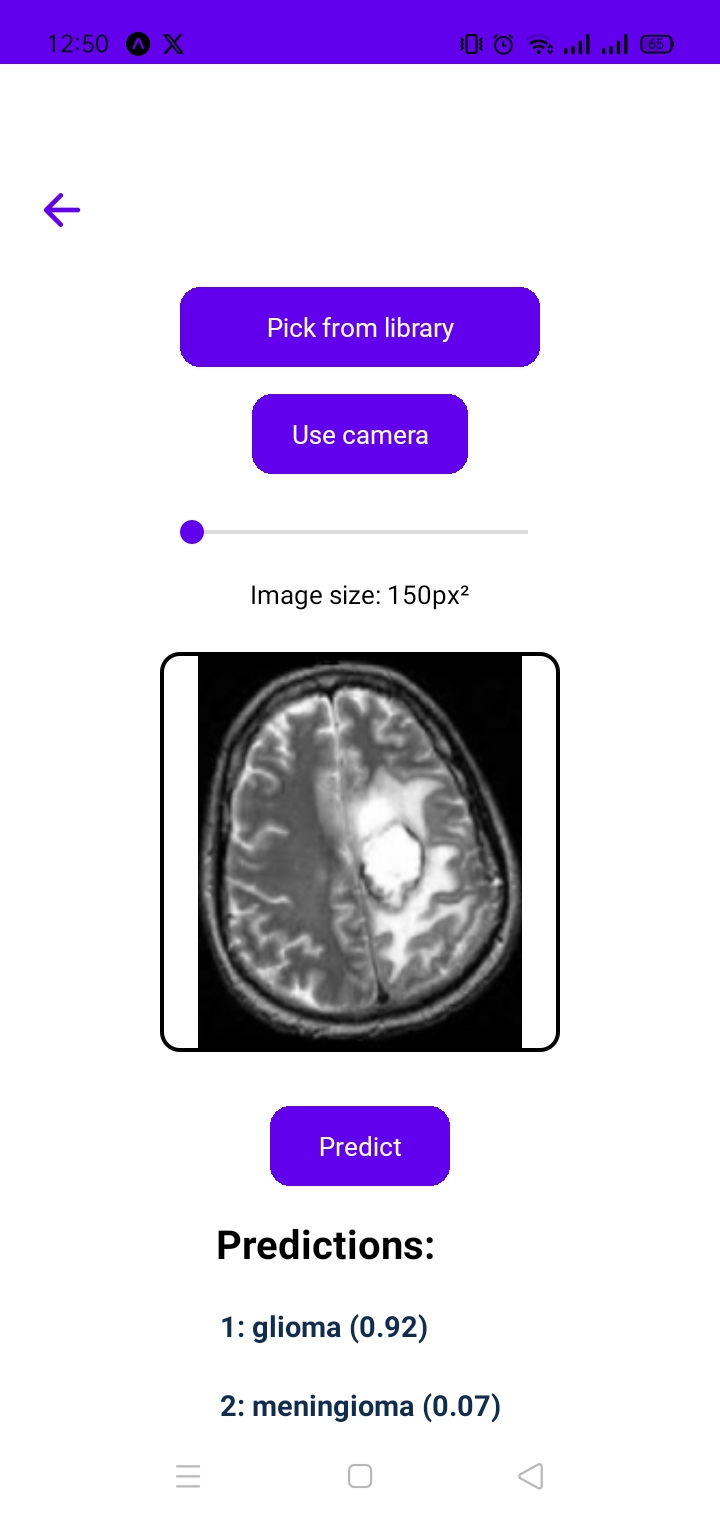 12:50
65
Pick from library
Use camera
Image size: 150px²
Predict
Predictions:
1: glioma (0.92)
2: meningioma (0.07)